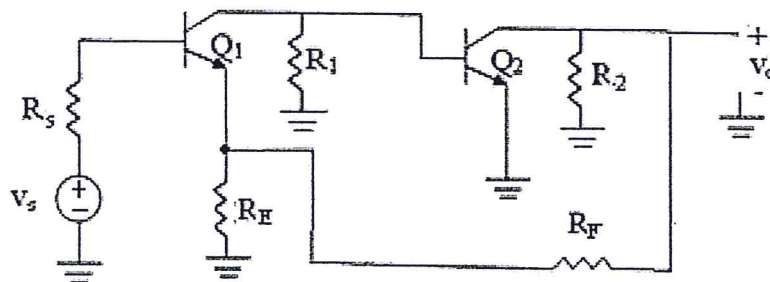 Q1
R1
Q2
R2
+
vo
-
Rs
+
-
vs
RE
RF